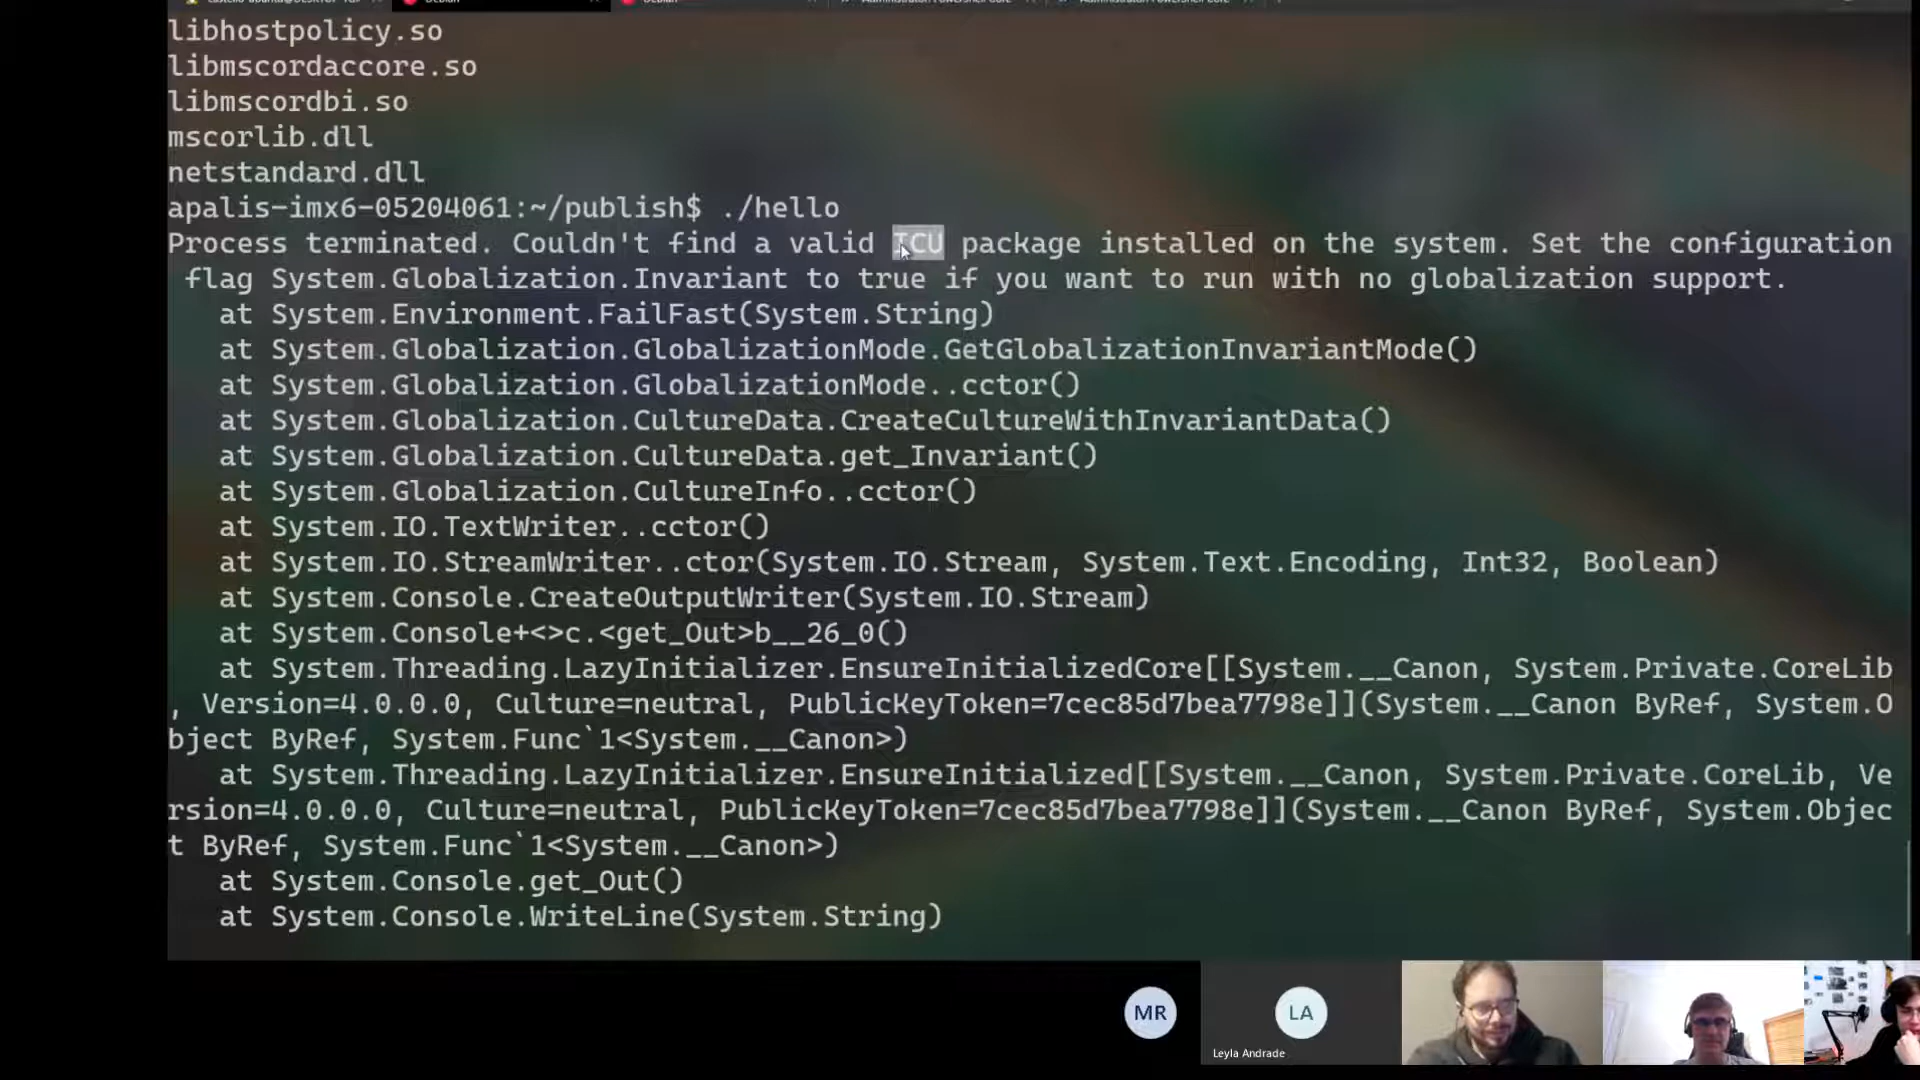 libhostpolicy.so
libmscordaccore.so
libmscordbi.so
mscorlib.dll
netstandard.dll
apalis-imx6-05204061:~/publish$ ./hello
Process terminated. Couldn't find a valid ICU package installed on the system. Set the configuration
flag System.Globalization.Invariant to true if you want to run with no globalization support.
at System.Environment.FailFast(System.String)
at System.Globalization.GlobalizationMode.GetGlobalizationInvariantMode()
at System.Globalization.GlobalizationMode..cctor()
at System.Globalization.CultureData.CreateCultureWithInvariantData()
at System.Globalization.CultureData.get_Invariant()
at System.Globalization.CultureInfo..cctor()
at System.IO.TextWriter..cctor()
at System.IO.StreamWriter..ctor(System.IO.Stream, System.Text.Encoding, Int32, Boolean)
at System.Console.CreateOutputWriter(System.IO.Stream)
at System.Console+<>c.<get_Out>b__26_0()
at System.Threading.LazyInitializer.EnsureInitializedCore[[System.__Canon, System.Private.CoreLib
, Version=4.0.0.0, Culture=neutral, PublicKeyToken=7cec85d7bea7798e]](System.__Canon ByRef, System.O
bject ByRef, System.Func`1<System.__Canon>)
at System.Threading.LazyInitializer.EnsureInitialized[[System.__Canon, System.Private.CoreLib, Ve
rsion=4.0.0.0, Culture=neutral, PublicKeyToken=7cec85d7bea7798e]](System.__Canon ByRef, System.Objec
t ByRef, System.Func`1<System.__Canon>)
at System.Console.get_Out()
at System.Console.WriteLine(System.String)
MR
LA
Leyla Andrade